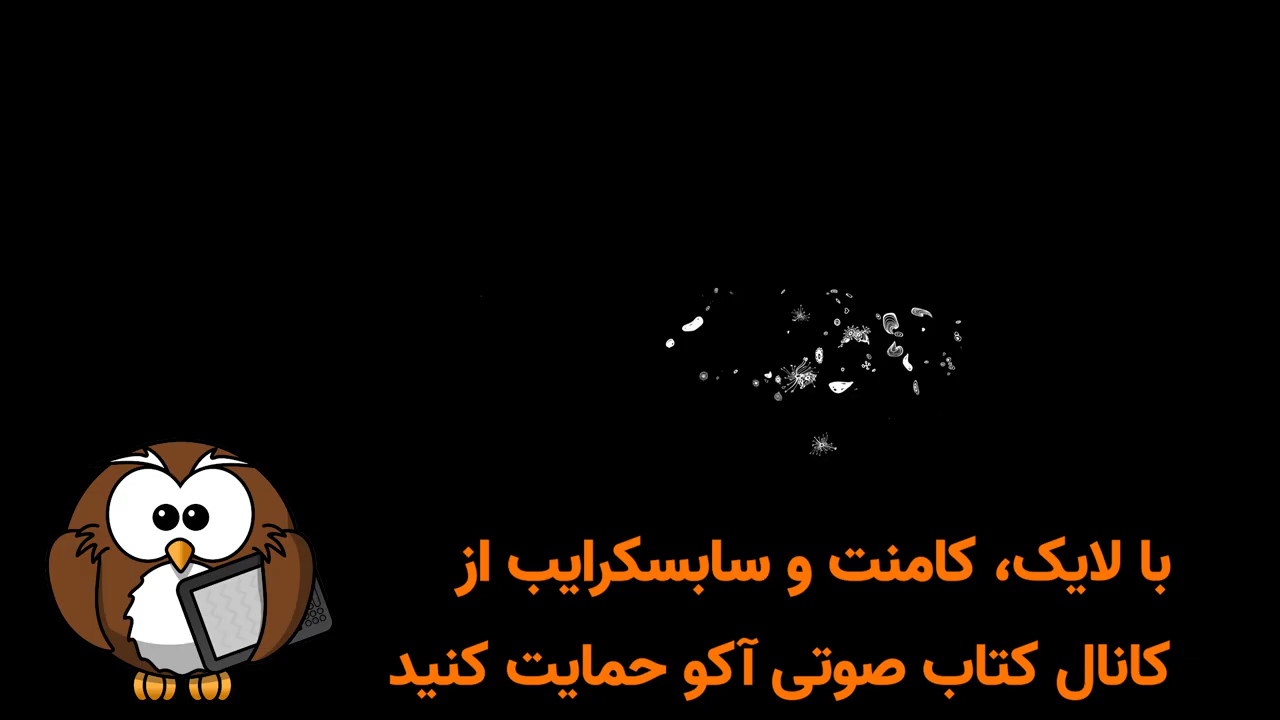 با لایک، کامنت و سابسکرایب از
کانال کتاب صوتی آکو حمایت کنید